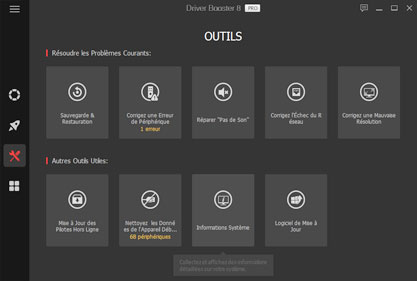 Driver Booster 8 PRO
OUTILS
Résoudre les Problèmes Courants:
Sauvegarde &
Restauration
Corrigez une Erreur
de Périphérique
1 erreur
Réparer "Pas de Son"
Corrigez l'Échec du R
éseau
Corrigez une Mauvaise
Résolution
Autres Outils Utiles:
Mise à Jour des
Pilotes Hors Ligne
Nettoyez les Donné
es de l'Appareil Déb...
68 périphériques
Informations Système
Logiciel de Mise à
Jour
Collectez et affichez les informations
détaillées sur votre système.